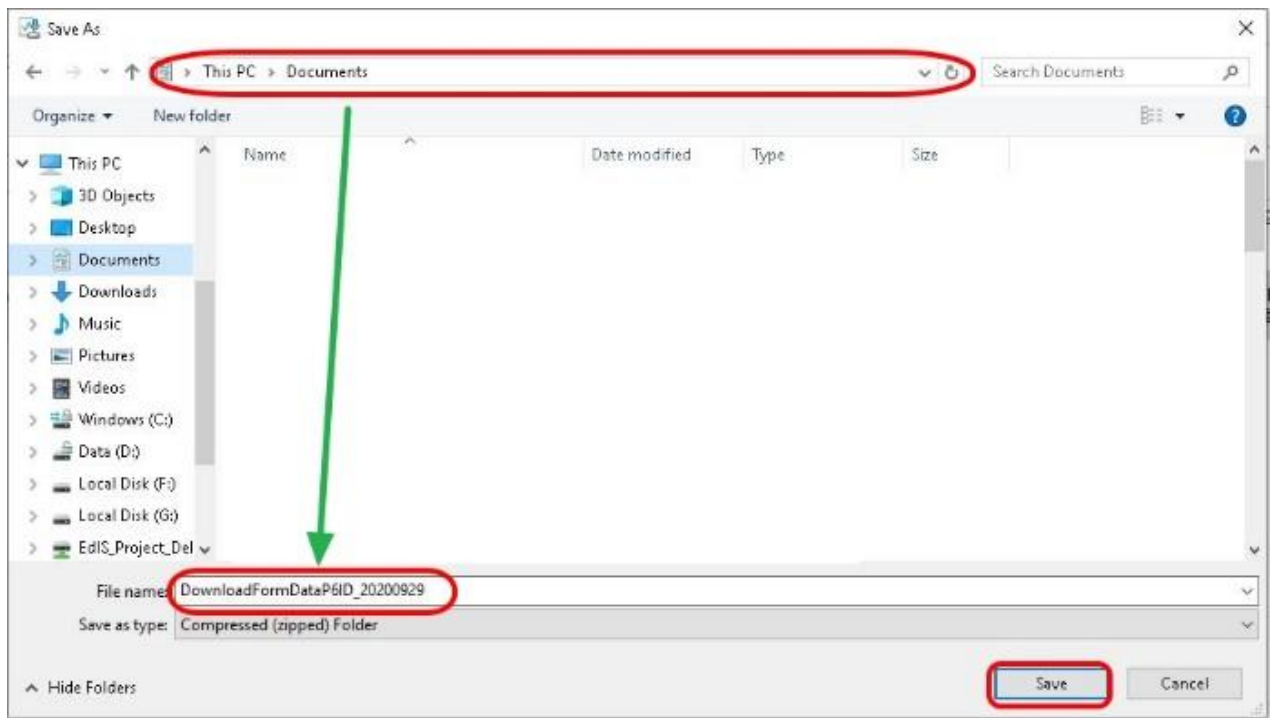 Save As
This PC > Documents
Search Documents
Organize
New folder
Name
Date modified
Type
Size
This PC
3D Objects
Desktop
Documents
Downloads
Music
Pictures
Videos
Windows (C:)
Data (D:)
Local Disk (F:)
Local Disk (G:)
EdIS_Project_Del
File name: DownloadFormDataP6ID_20200929
Save as type: Compressed (zipped) Folder
Hide Folders
Save
Cancel